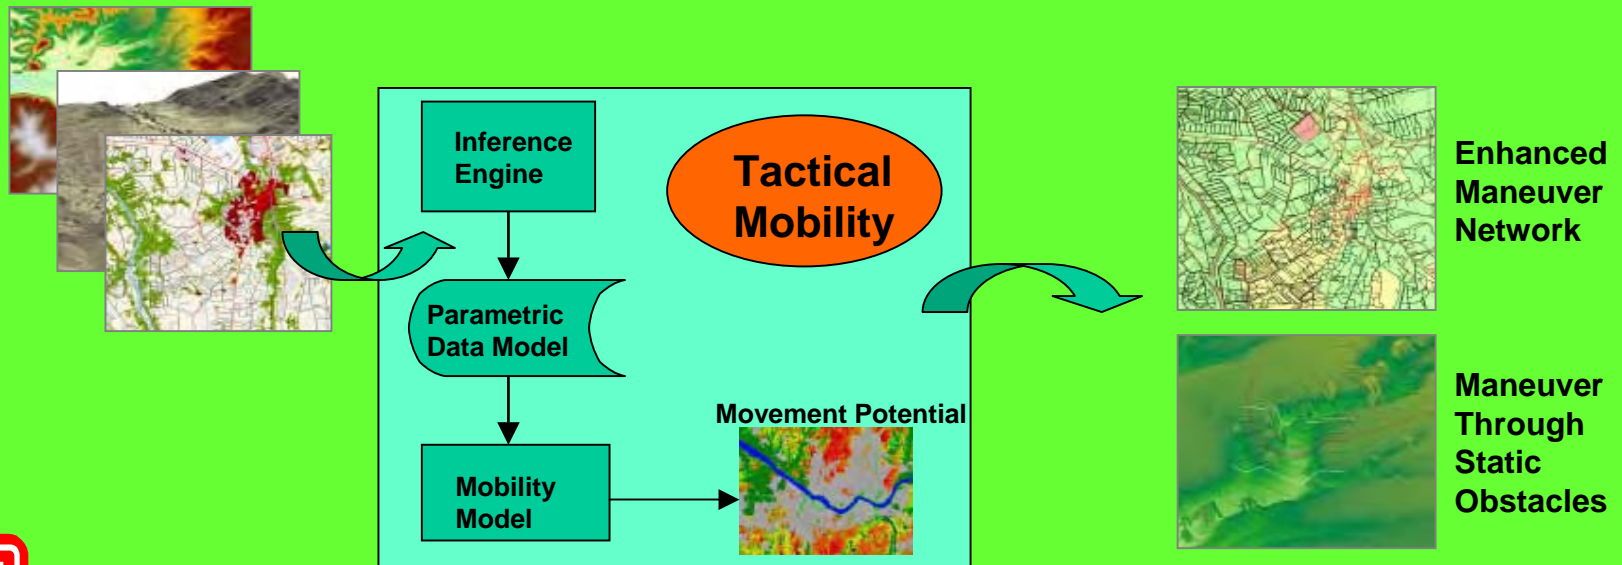 Inference
Engine
Tactical
Mobility
Parametric
Data Model
Mobility
Model
Movement Potential
Enhanced
Maneuver
Network
Maneuver
Through
Static
Obstacles